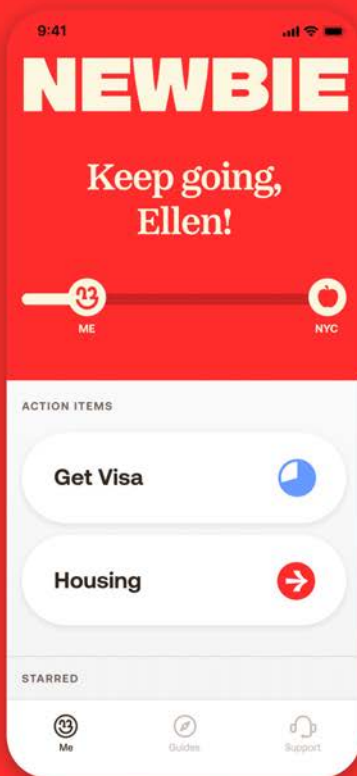 9:41
NEWBIE
Keep going,
Ellen!
ME
NYC
ACTION ITEMS
Get Visa
Housing
STARRED
Me
Guides
Support